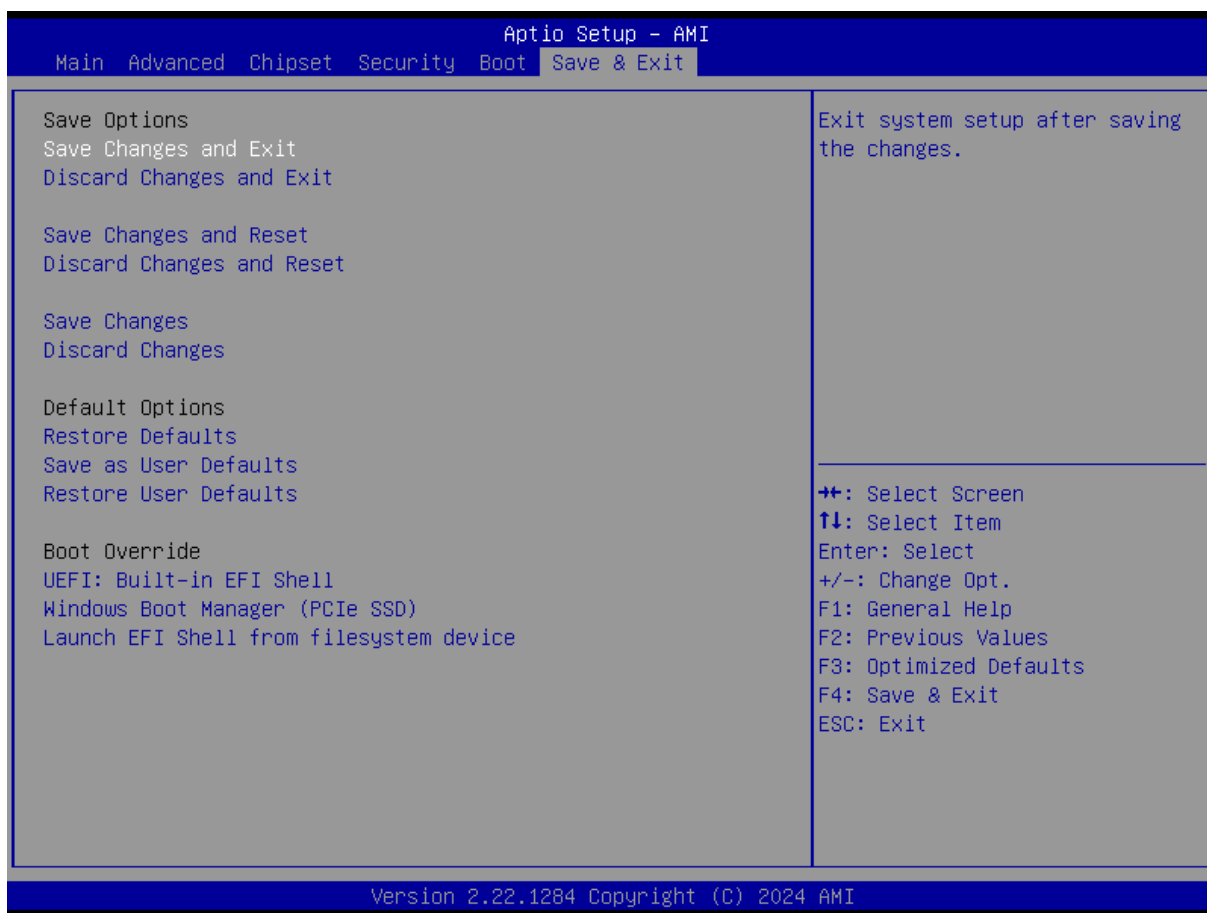 Aptio Setup – AMI
Main Advanced Chipset Security Boot Save & Exit
Save Options
Save Changes and Exit
Discard Changes and Exit
Save Changes and Reset
Discard Changes and Reset
Save Changes
Discard Changes
Default Options
Restore Defaults
Save as User Defaults
Restore User Defaults
Boot Override
UEFI: Built-in EFI Shell
Windows Boot Manager (PCIe SSD)
Launch EFI Shell from filesystem device
Exit system setup after saving
the changes.
→←: Select Screen
↑↓: Select Item
Enter: Select
+/-: Change Opt.
F1: General Help
F2: Previous Values
F3: Optimized Defaults
F4: Save & Exit
ESC: Exit
Version 2.22.1284 Copyright (C) 2024 AMI